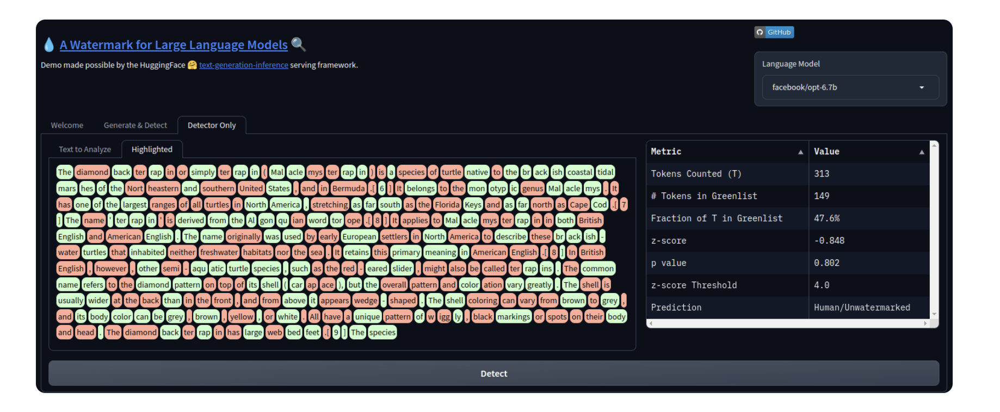 💧 A Watermark for Large Language Models 🔍
GitHub
Demo made possible by the HuggingFace 🤗 text-generation-inference serving framework.
Language Model
facebook/opt-6.7b
Welcome Generate & Detect Detector Only
Text to Analyze Highlighted
The diamond back ter rap in or simply ter rap in ( Mal acle mys ter rap in ) is a species of turtle native to the br ack ish coastal tidal
mars hes of the Nort heastern and southern United States , and in Bermuda .[ 6 ] It belongs to the mon otyp ic genus Mal acle mys . It
has one of the largest ranges of all turtles in North America , stretching as far south as the Florida Keys and as far north as Cape Cod .[ 7
] The name ' ter rap in ' is derived from the Al gon qu ian word tor ope .[ 8 ] It applies to Mal acle mys ter rap in in both British
English and American English . The name originally was used by early European settlers in North America to describe these br ack ish -
water turtles that inhabited neither freshwater habitats nor the sea . It retains this primary meaning in American English .[ 8 ] In British
English , however , other semi - aqu atic turtle species , such as the red - eared slider , might also be called ter rap ins . The common
name refers to the diamond pattern on top of its shell ( car ap ace ), but the overall pattern and color ation vary greatly . The shell is
usually wider at the back than in the front , and from above it appears wedge - shaped . The shell coloring can vary from brown to grey ,
and its body color can be grey , brown , yellow , or white . All have a unique pattern of w igg ly , black markings or spots on their body
and head . The diamond back ter rap in has large web bed feet .[ 9 ] The species
Metric Value
Tokens Counted (T) 313
# Tokens in Greenlist 149
Fraction of T in Greenlist 47.6%
z-score -0.848
p value 0.802
z-score Threshold 4.0
Prediction Human/Unwatermarked
Detect